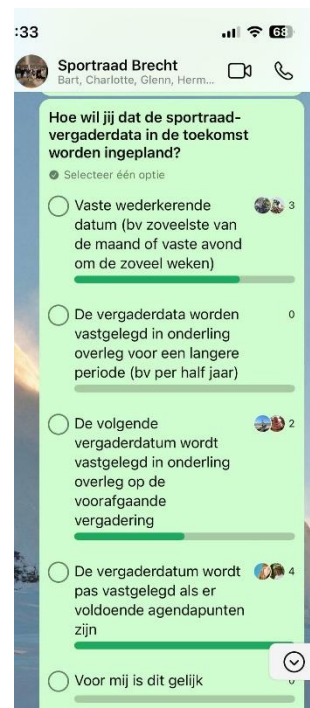 :33
63
Sportraad Brecht
Bart, Charlotte, Glenn, Herm...
Hoe wil jij dat de sportraad-
vergaderdata in de toekomst
worden ingepland?
Selecteer één optie
Vaste wederkerende 3
datum (bv zoveelste van
de maand of vaste avond
om de zoveel weken)
De vergaderdata worden 0
vastgelegd in onderling
overleg voor een langere
periode (bv per half jaar)
De volgende 2
vergaderdatum wordt
vastgelegd in onderling
overleg op de
voorafgaande
vergadering
De vergaderdatum wordt 4
pas vastgelegd als er
voldoende agendapunten
zijn
Voor mij is dit gelijk